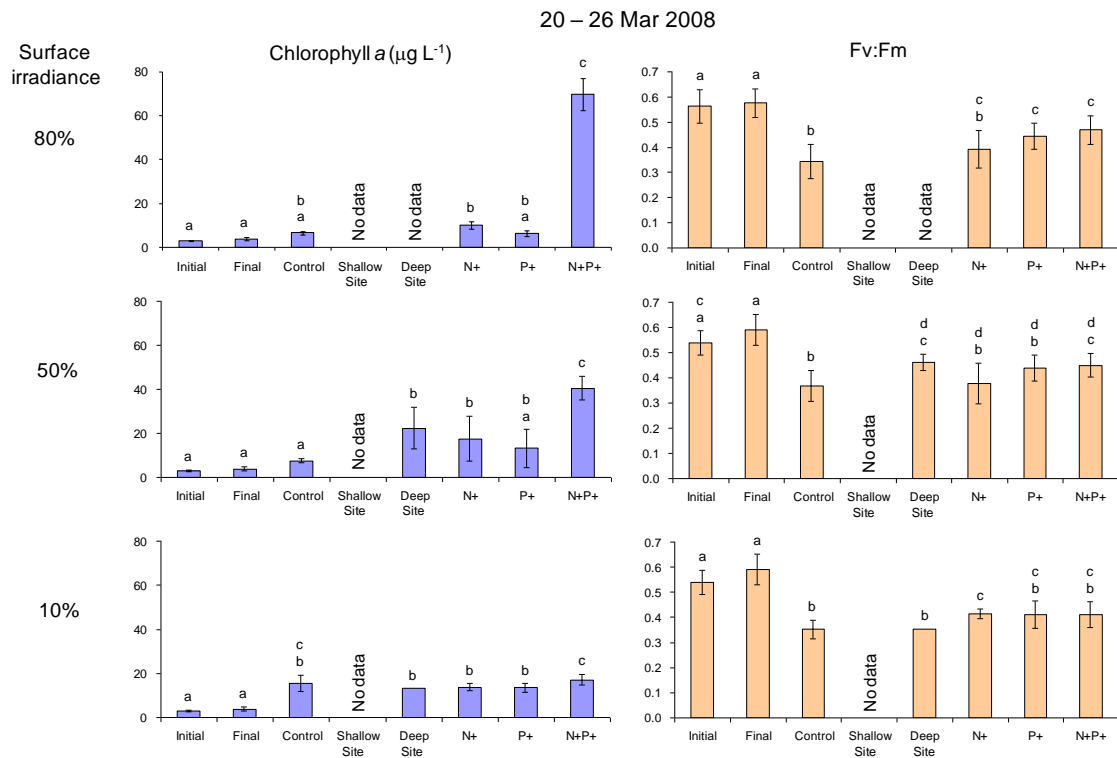 20 – 26 Mar 2008
Surface
irradiance
Chlorophyll a (µg L-1)
Fv:Fm
80%
80
60
40
20
0
a
a
b
a
No data
No data
b
b
a
c
Initial
Final
Control
Shallow
Site
Deep
Site
N+
P+
N+P+
0.7
0.6
0.5
0.4
0.3
0.2
0.1
0.0
a
a
b
No data
No data
c
b
c
c
Initial
Final
Control
Shallow
Site
Deep
Site
N+
P+
N+P+
50%
80
60
40
20
0
a
a
a
No data
b
b
b
a
c
Initial
Final
Control
Shallow
Site
Deep
Site
N+
P+
N+P+
0.7
0.6
0.5
0.4
0.3
0.2
0.1
0.0
c
a
a
b
No data
d
c
d
b
d
b
d
c
Initial
Final
Control
Shallow
Site
Deep
Site
N+
P+
N+P+
10%
80
60
40
20
0
a
a
c
b
No data
b
b
b
c
Initial
Final
Control
Shallow
Site
Deep
Site
N+
P+
N+P+
0.7
0.6
0.5
0.4
0.3
0.2
0.1
0.0
a
a
b
No data
b
c
c
b
c
b
Initial
Final
Control
Shallow
Site
Deep
Site
N+
P+
N+P+